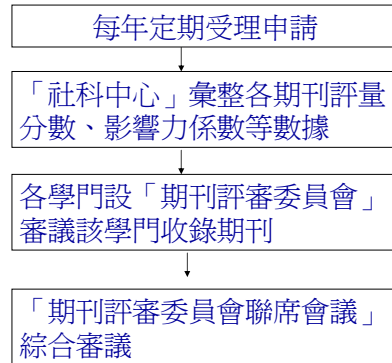 每年定期受理申請
「社科中心」彙整各期刊評量
分數、影響力係數等數據
各學門設「期刊評審委員會」
審議該學門收錄期刊
「期刊評審委員會聯席會議」
綜合審議